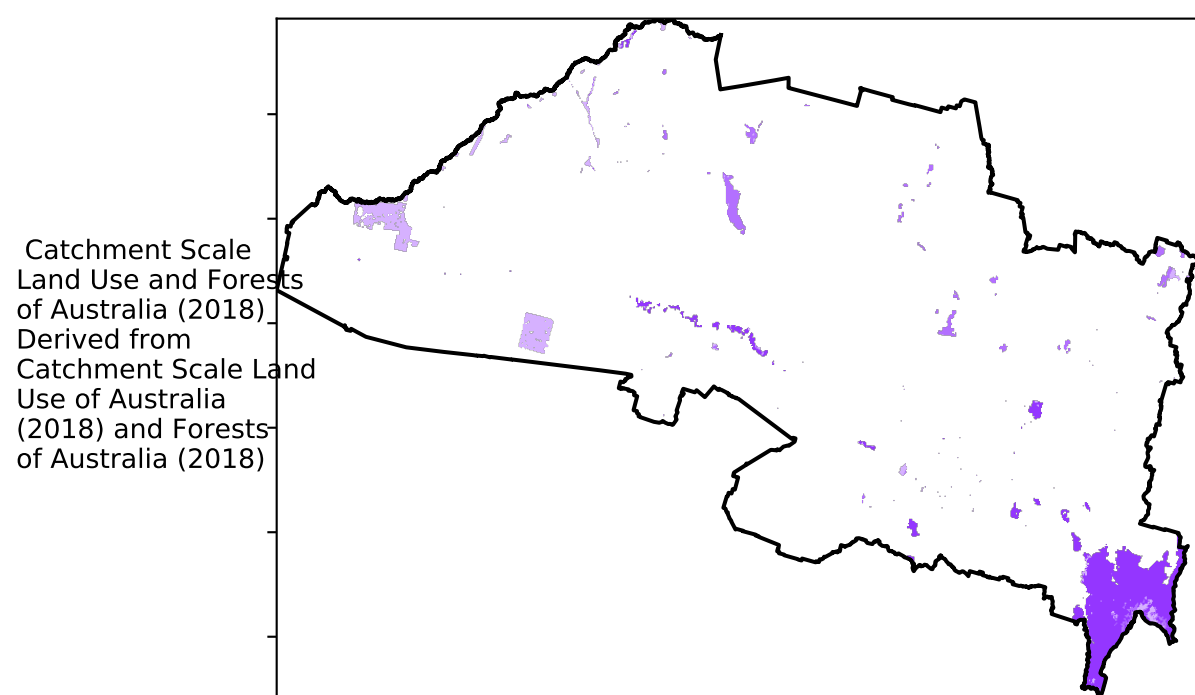 Catchment Scale
Land Use and Forests
of Australia (2018)
Derived from
Catchment Scale Land
Use of Australia
(2018) and Forests
of Australia (2018)